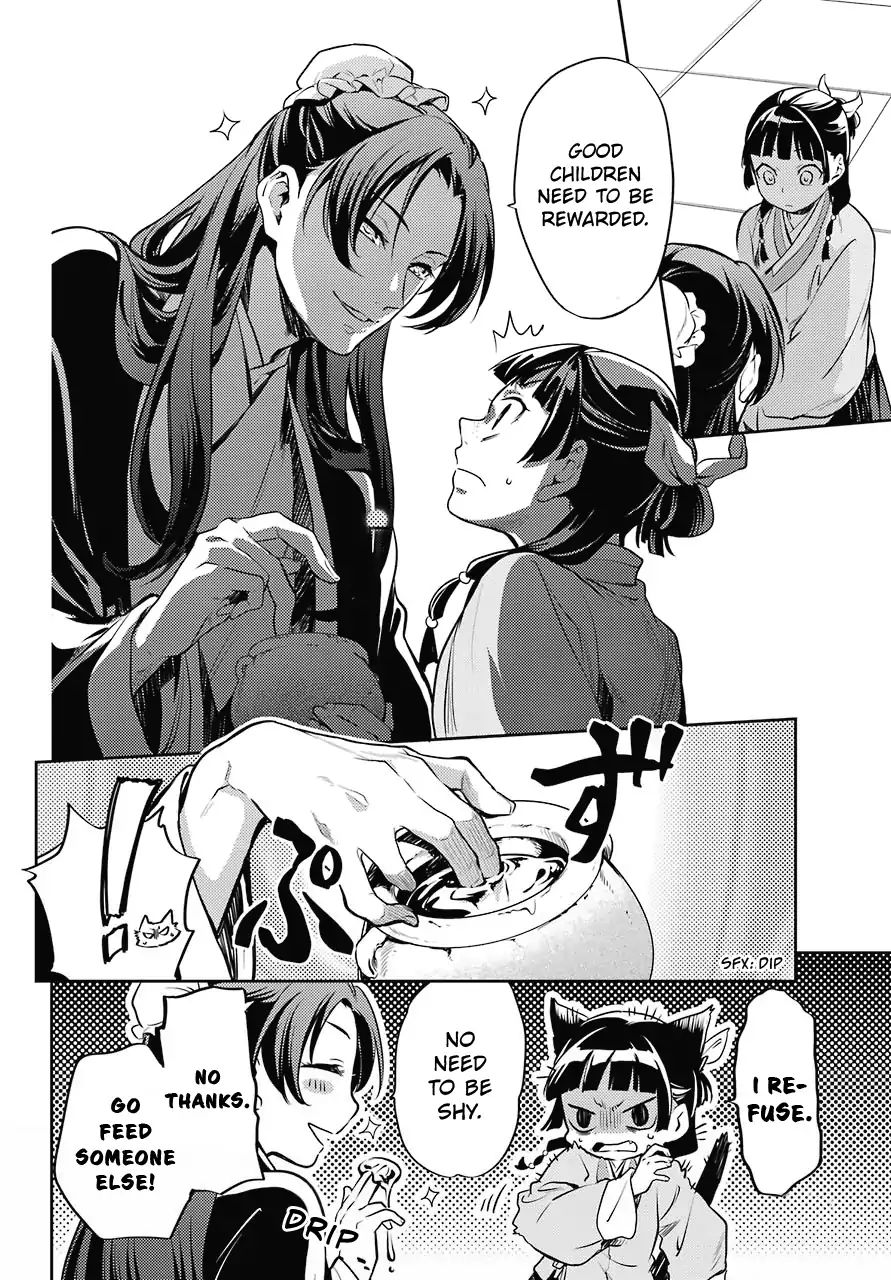 GOOD
CHILDREN
NEED TO BE
REWARDED.
ずぷ
SFX: DIP
!
I RE-
FUSE.
NO
NEED
TO BE
SHY.
NO
THANKS.
GO
FEED
SOMEONE
ELSE!
DRIP